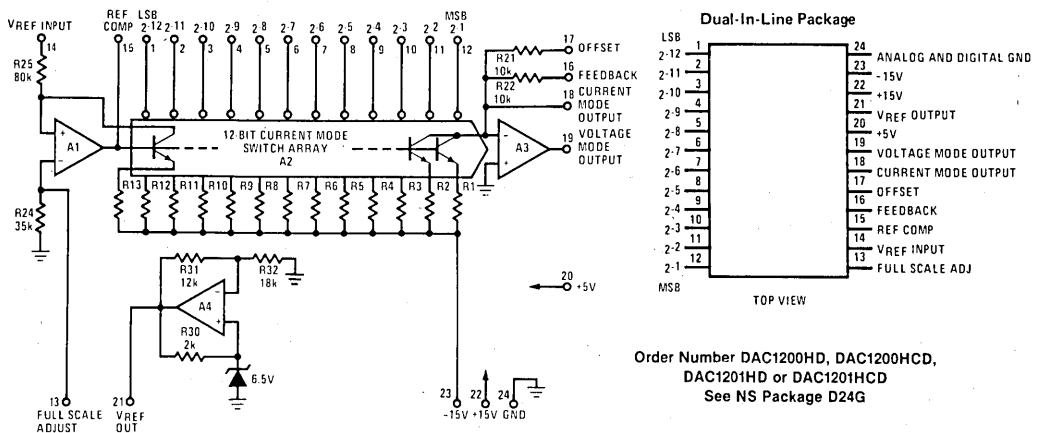 VREF INPUT
14
REF
COMP
15
LSB
2-12
1
2-11
2
2-10
3
2-9
4
2-8
5
2-7
6
2-6
7
2-5
8
2-4
9
2-3
10
2-2
11
MSB
2-1
12
R25
80k
A1
R24
35k
12-BIT CURRENT MODE
SWITCH ARRAY
A2
R13 R12 R11 R10 R9 R8 R7 R6 R5 R4 R3 R2 R1
A3
R21
10k
17
OFFSET
R22
10k
16
FEEDBACK
18 CURRENT
MODE
OUTPUT
19 VOLTAGE
MODE
OUTPUT
R31
12k
R32
18k
A4
R30
2k
6.5V
20
+5V
13
FULL SCALE
ADJUST
21
VREF
OUT
23
-15V
22
+15V
24
GND
Dual-In-Line Package
LSB
2-12 1
2-11 2
2-10 3
2-9 4
2-8 5
2-7 6
2-6 7
2-5 8
2-4 9
2-3 10
2-2 11
2-1 12
MSB
24 ANALOG AND DIGITAL GND
23 -15V
22 +15V
21 VREF OUTPUT
20 +5V
19 VOLTAGE MODE OUTPUT
18 CURRENT MODE OUTPUT
17 OFFSET
16 FEEDBACK
15 REF COMP
14 VREF INPUT
13 FULL SCALE ADJ
TOP VIEW
Order Number DAC1200HD, DAC1200HCD,
DAC1201HD or DAC1201HCD
See NS Package D24G